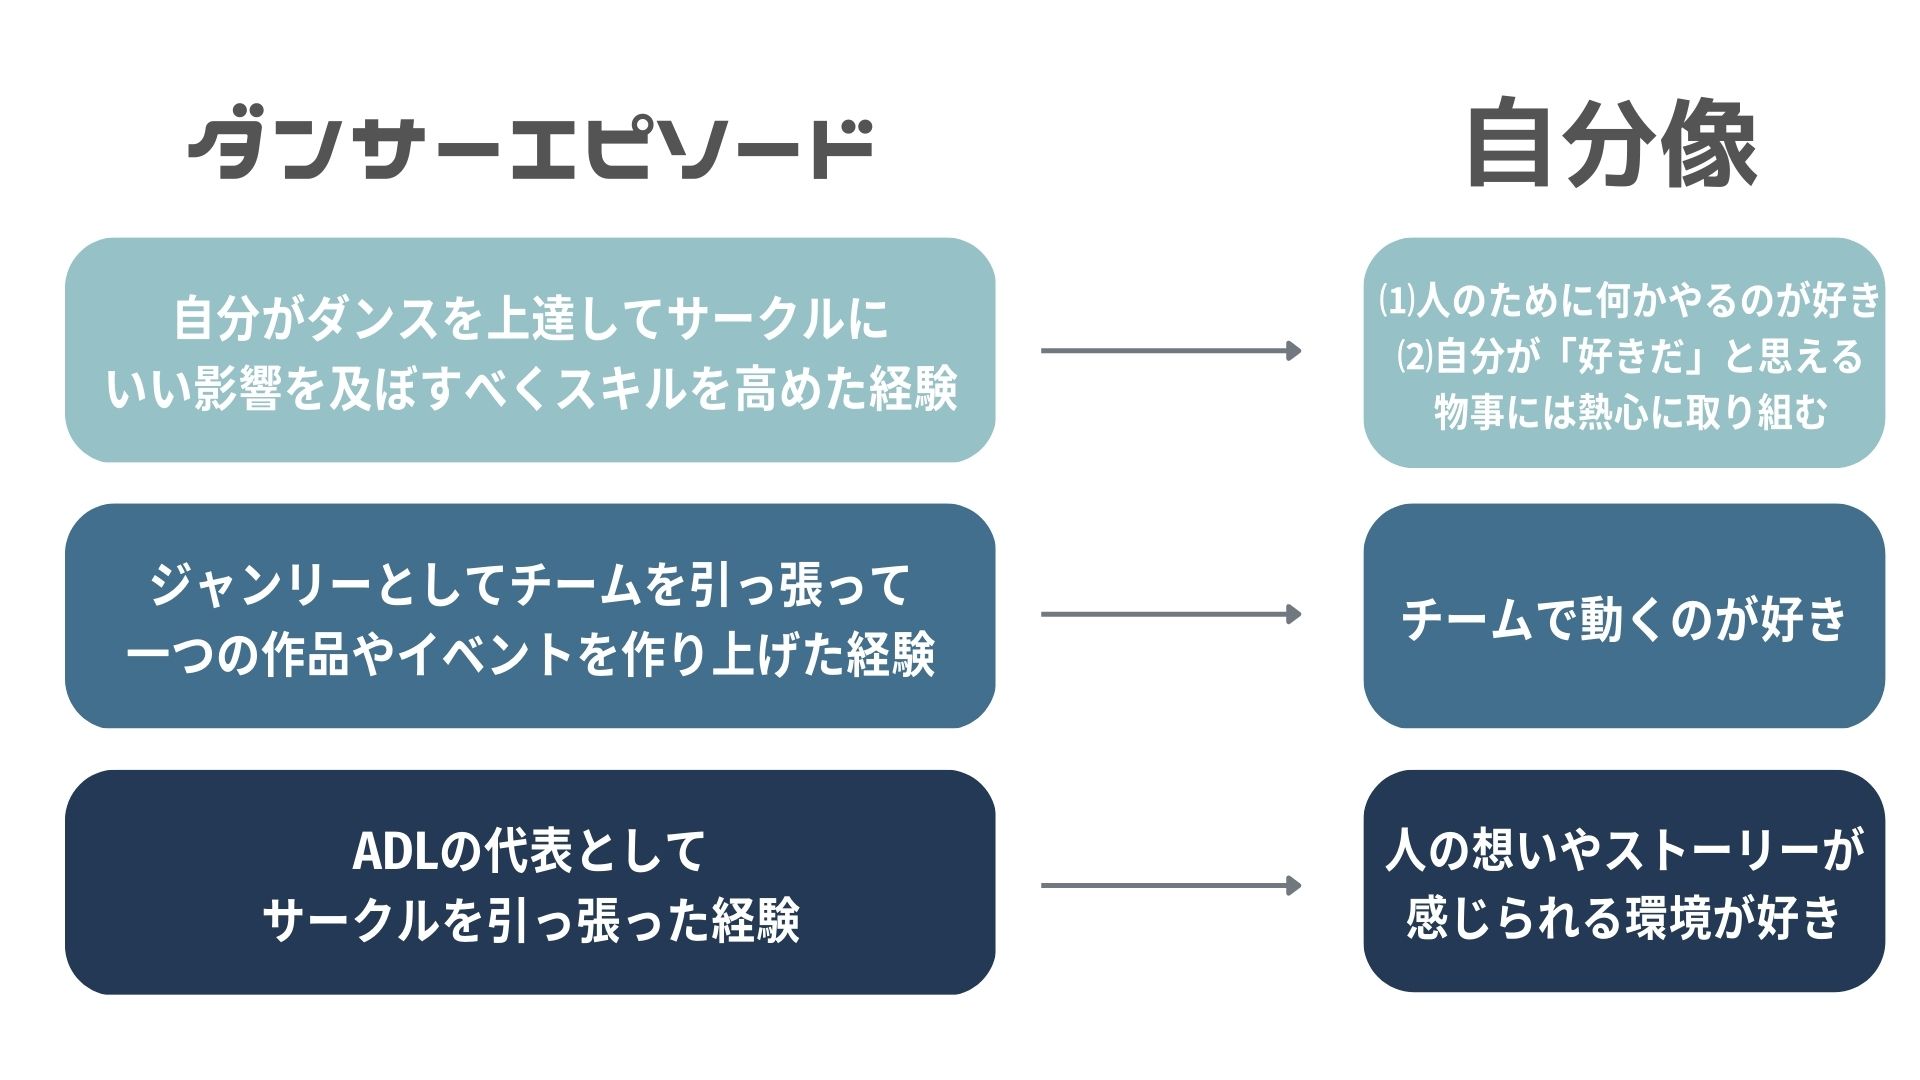 ダンサーエピソード
自分像
自分がダンスを上達してサークルに
いい影響を及ぼすべくスキルを高めた経験
⑴人のために何かやるのが好き
⑵自分が「好きだ」と思える
物事には熱心に取り組む
ジャンリーとしてチームを引っ張って
一つの作品やイベントを作り上げた経験
チームで動くのが好き
ADLの代表として
サークルを引っ張った経験
人の想いやストーリーが
感じられる環境が好き